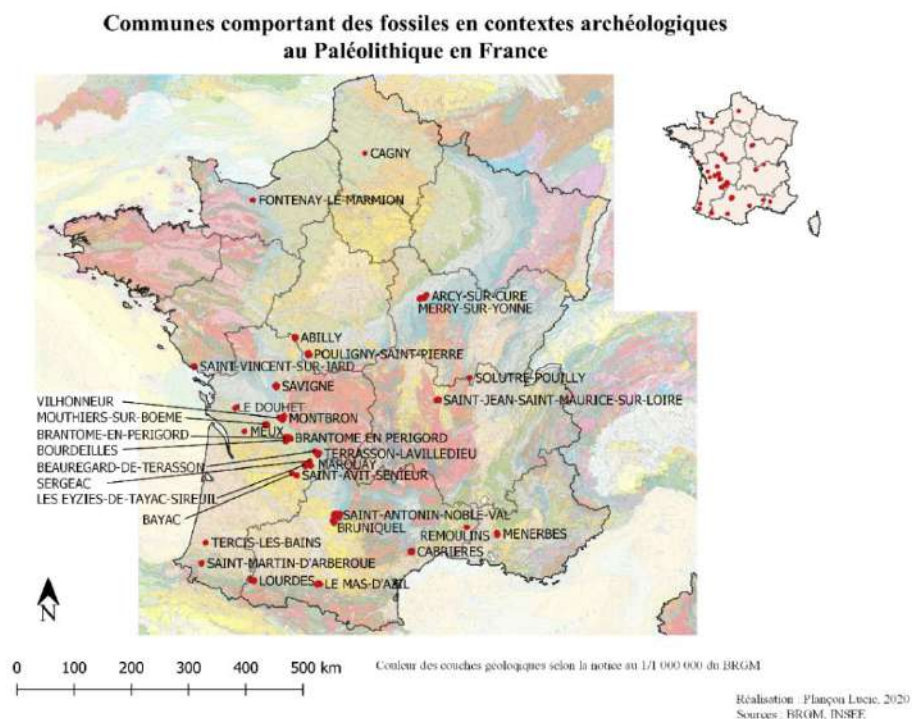 Communes comportant des fossiles en contextes archéologiques
au Paléolithique en France
CAGNY
FONTENAY-LE-MARMION
ARCY-SUR-CURE
MERRY-SUR-YONNE
ABILLY
POULIGNY-SAINT-PIERRE
SAINT-VINCENT-SUR-JARD
SOLUTRE-POUILLY
SAVIGNE
SAINT-JEAN-SAINT-MAURICE-SUR-LOIRE
VILHONNEUR
LE DOUHET
MOUTHIERS-SUR-BOEME
MONTBRON
MEUX
BRANTOME-EN-PERIGORD
BRANTOME EN PERIGORD
BOURDEILLES
TERRASSON-LAVILLEDIEU
BEAUREGARD-DE-TERASSON
MARQUAY
SERGEAC
SAINT-AVIT-SENIEUR
LES EYZIES-DE-TAYAC-SIREUIL
BAYAC
SAINT-ANTONIN-NOBLE-VAL
BRUNIQUEL
REMOULINS
MENERBES
TERCIS-LES-BAINS
CABRIERES
SAINT-MARTIN-D'ARBEROUE
LOURDES
LE MAS-D'AZIL
N
0 100 200 300 400 500 km
Couleur des couches géologiques selon la notice au 1/1 000 000 du BRGM
Réalisation : Plançon Lucie, 2020
Sources : BRGM, INSEE